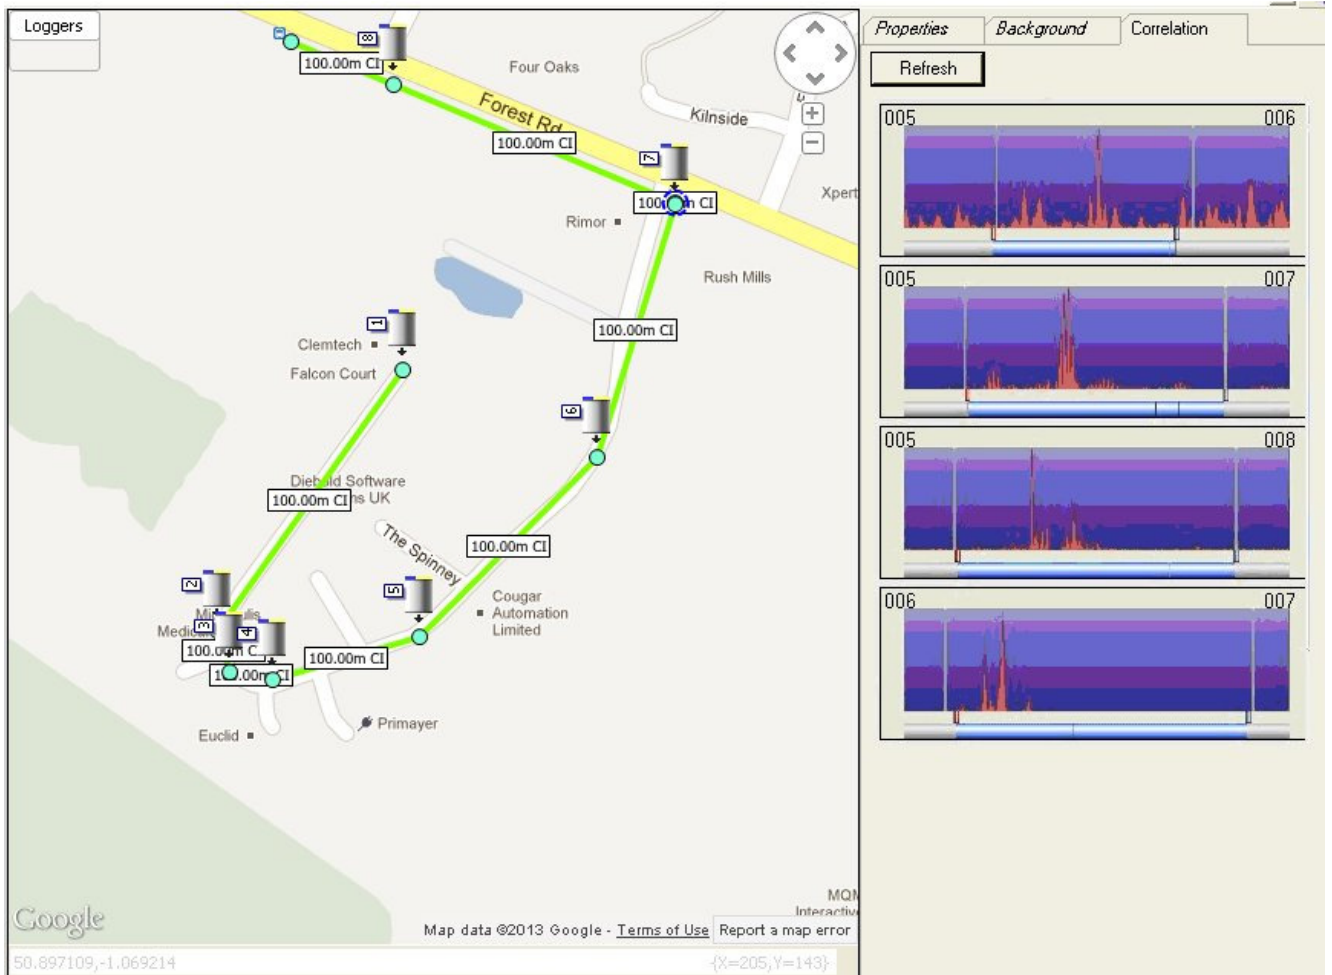 Loggers
8
100.00m CI
Four Oaks
Forest Rd
Kilnside
100.00m CI
7
Xpert
Rimor
Rush Mills
100.00m CI
1
Clemtech
Falcon Court
6
Diebold Software
100.00m CI
The Spinney
100.00m CI
2
5
Cougar
Automation
Limited
3
4
100.00m CI
Euclid
Primayer
MQM
Interactive
Google
Map data ©2013 Google - Terms of Use
Report a map error
50.897109,-1.069214
-{X=205,Y=143}-
Properties
Background
Correlation
Refresh
005
006
005
007
005
008
006
007